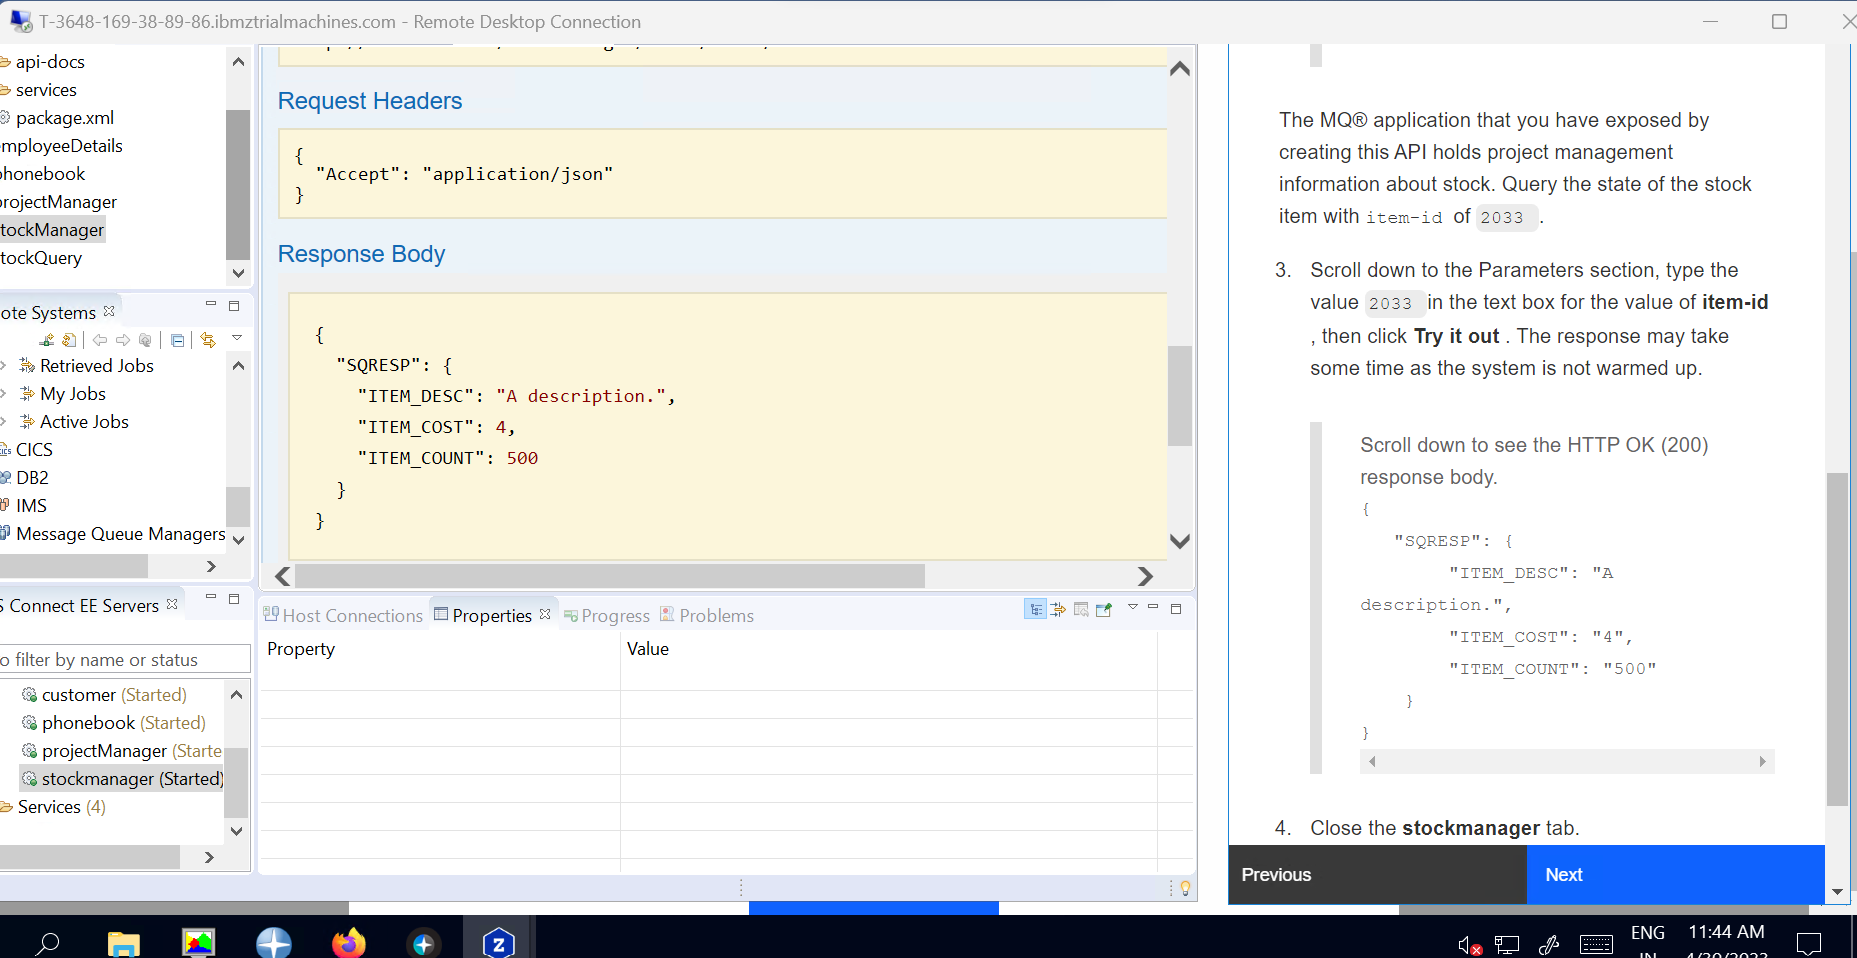 T-3648-169-38-89-86.ibmztrialmachines.com - Remote Desktop Connection
api-docs
services
package.xml
mployeeDetails
honebook
rojectManager
tockManager
tockQuery
ote Systems
Retrieved Jobs
My Jobs
Active Jobs
CICS
DB2
IMS
Message Queue Managers
S Connect EE Servers
o filter by name or status
customer (Started)
phonebook (Started)
projectManager (Starte
stockmanager (Started)
Services (4)
Request Headers
{
"Accept": "application/json"
}
Response Body
{
"SQRESP": {
"ITEM_DESC": "A description.",
"ITEM_COST": 4,
"ITEM_COUNT": 500
}
}
Host Connections Properties Progress Problems
Property Value
The MQ® application that you have exposed by
creating this API holds project management
information about stock. Query the state of the stock
item with item-id of 2033 .
3. Scroll down to the Parameters section, type the
value 2033 in the text box for the value of item-id
, then click Try it out . The response may take
some time as the system is not warmed up.
Scroll down to see the HTTP OK (200)
response body.
{
"SQRESP": {
"ITEM_DESC": "A
description.",
"ITEM_COST": "4",
"ITEM_COUNT": "500"
}
}
4. Close the stockmanager tab.
Previous Next
ENG 11:44 AM